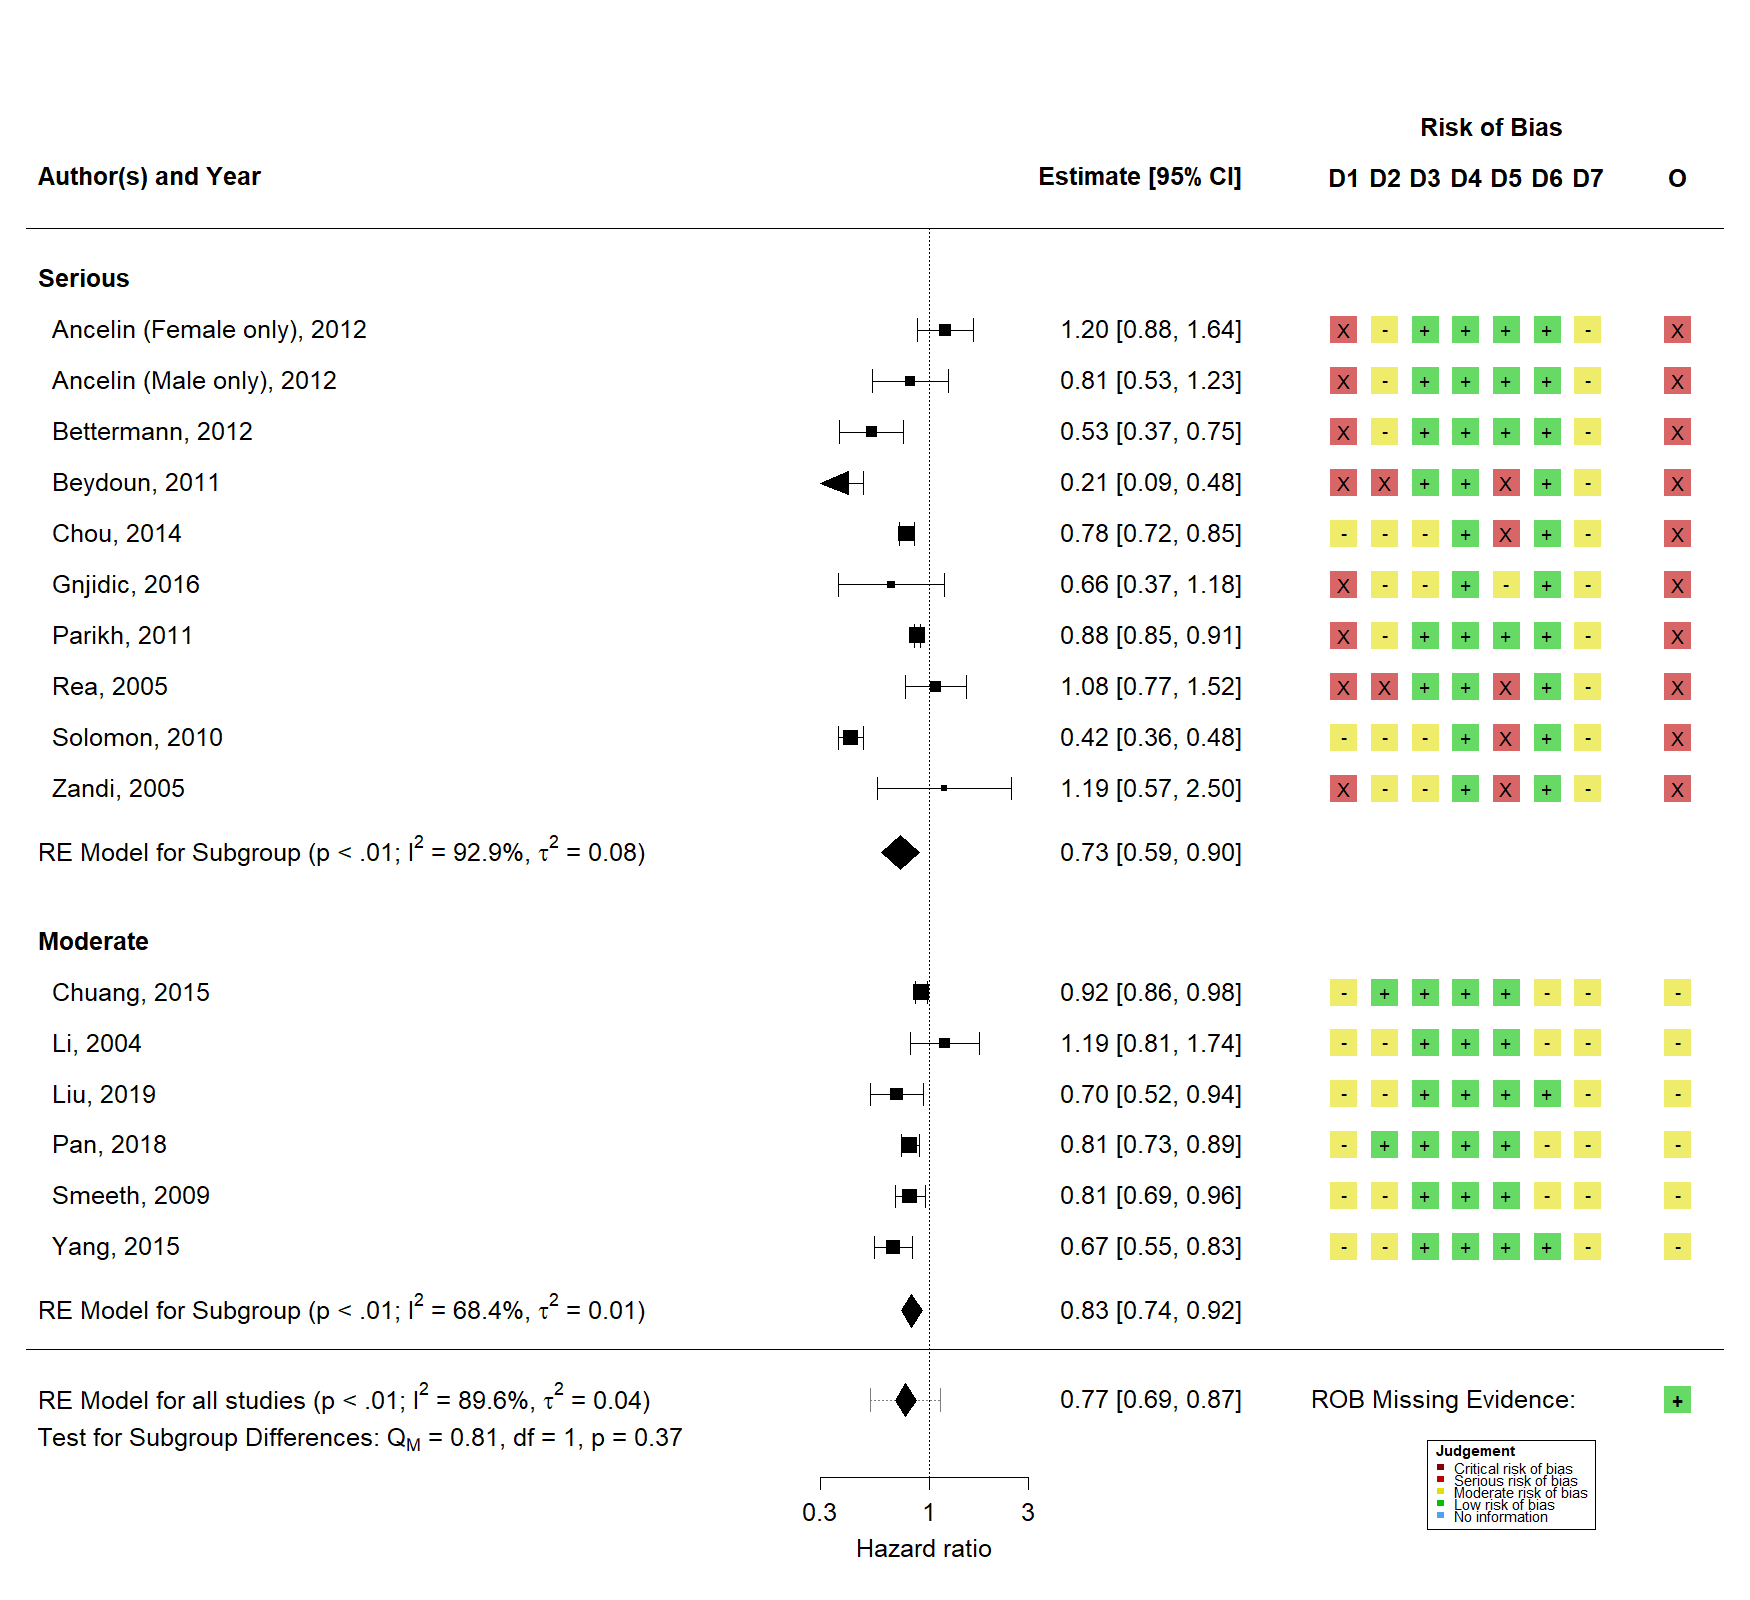 Risk of Bias
Author(s) and Year Estimate [95% CI] D1 D2 D3 D4 D5 D6 D7 O
Serious
Ancelin (Female only), 2012 1.20 [0.88, 1.64] X - + + + + - X
Ancelin (Male only), 2012 0.81 [0.53, 1.23] X - + + + + - X
Bettermann, 2012 0.53 [0.37, 0.75] X - + + + + - X
Beydoun, 2011 0.21 [0.09, 0.48] X X + + X + - X
Chou, 2014 0.78 [0.72, 0.85] - - - + X + - X
Gnjidic, 2016 0.66 [0.37, 1.18] X - - + - + - X
Parikh, 2011 0.88 [0.85, 0.91] X - + + + + - X
Rea, 2005 1.08 [0.77, 1.52] X X + + X + - X
Solomon, 2010 0.42 [0.36, 0.48] - - - + X + - X
Zandi, 2005 1.19 [0.57, 2.50] X - - + X + - X
RE Model for Subgroup (p < .01; I² = 92.9%, τ² = 0.08) 0.73 [0.59, 0.90]
Moderate
Chuang, 2015 0.92 [0.86, 0.98] - + + + + - - -
Li, 2004 1.19 [0.81, 1.74] - - + + + - - -
Liu, 2019 0.70 [0.52, 0.94] - - + + + + - -
Pan, 2018 0.81 [0.73, 0.89] - + + + + - - -
Smeeth, 2009 0.81 [0.69, 0.96] - - + + + - - -
Yang, 2015 0.67 [0.55, 0.83] - - + + + + - -
RE Model for Subgroup (p < .01; I² = 68.4%, τ² = 0.01) 0.83 [0.74, 0.92]
RE Model for all studies (p < .01; I² = 89.6%, τ² = 0.04) 0.77 [0.69, 0.87] ROB Missing Evidence: +
Test for Subgroup Differences: Q_M = 0.81, df = 1, p = 0.37
Judgement
Critical risk of bias
Serious risk of bias
Moderate risk of bias
Low risk of bias
No information
0.3 1 3
Hazard ratio